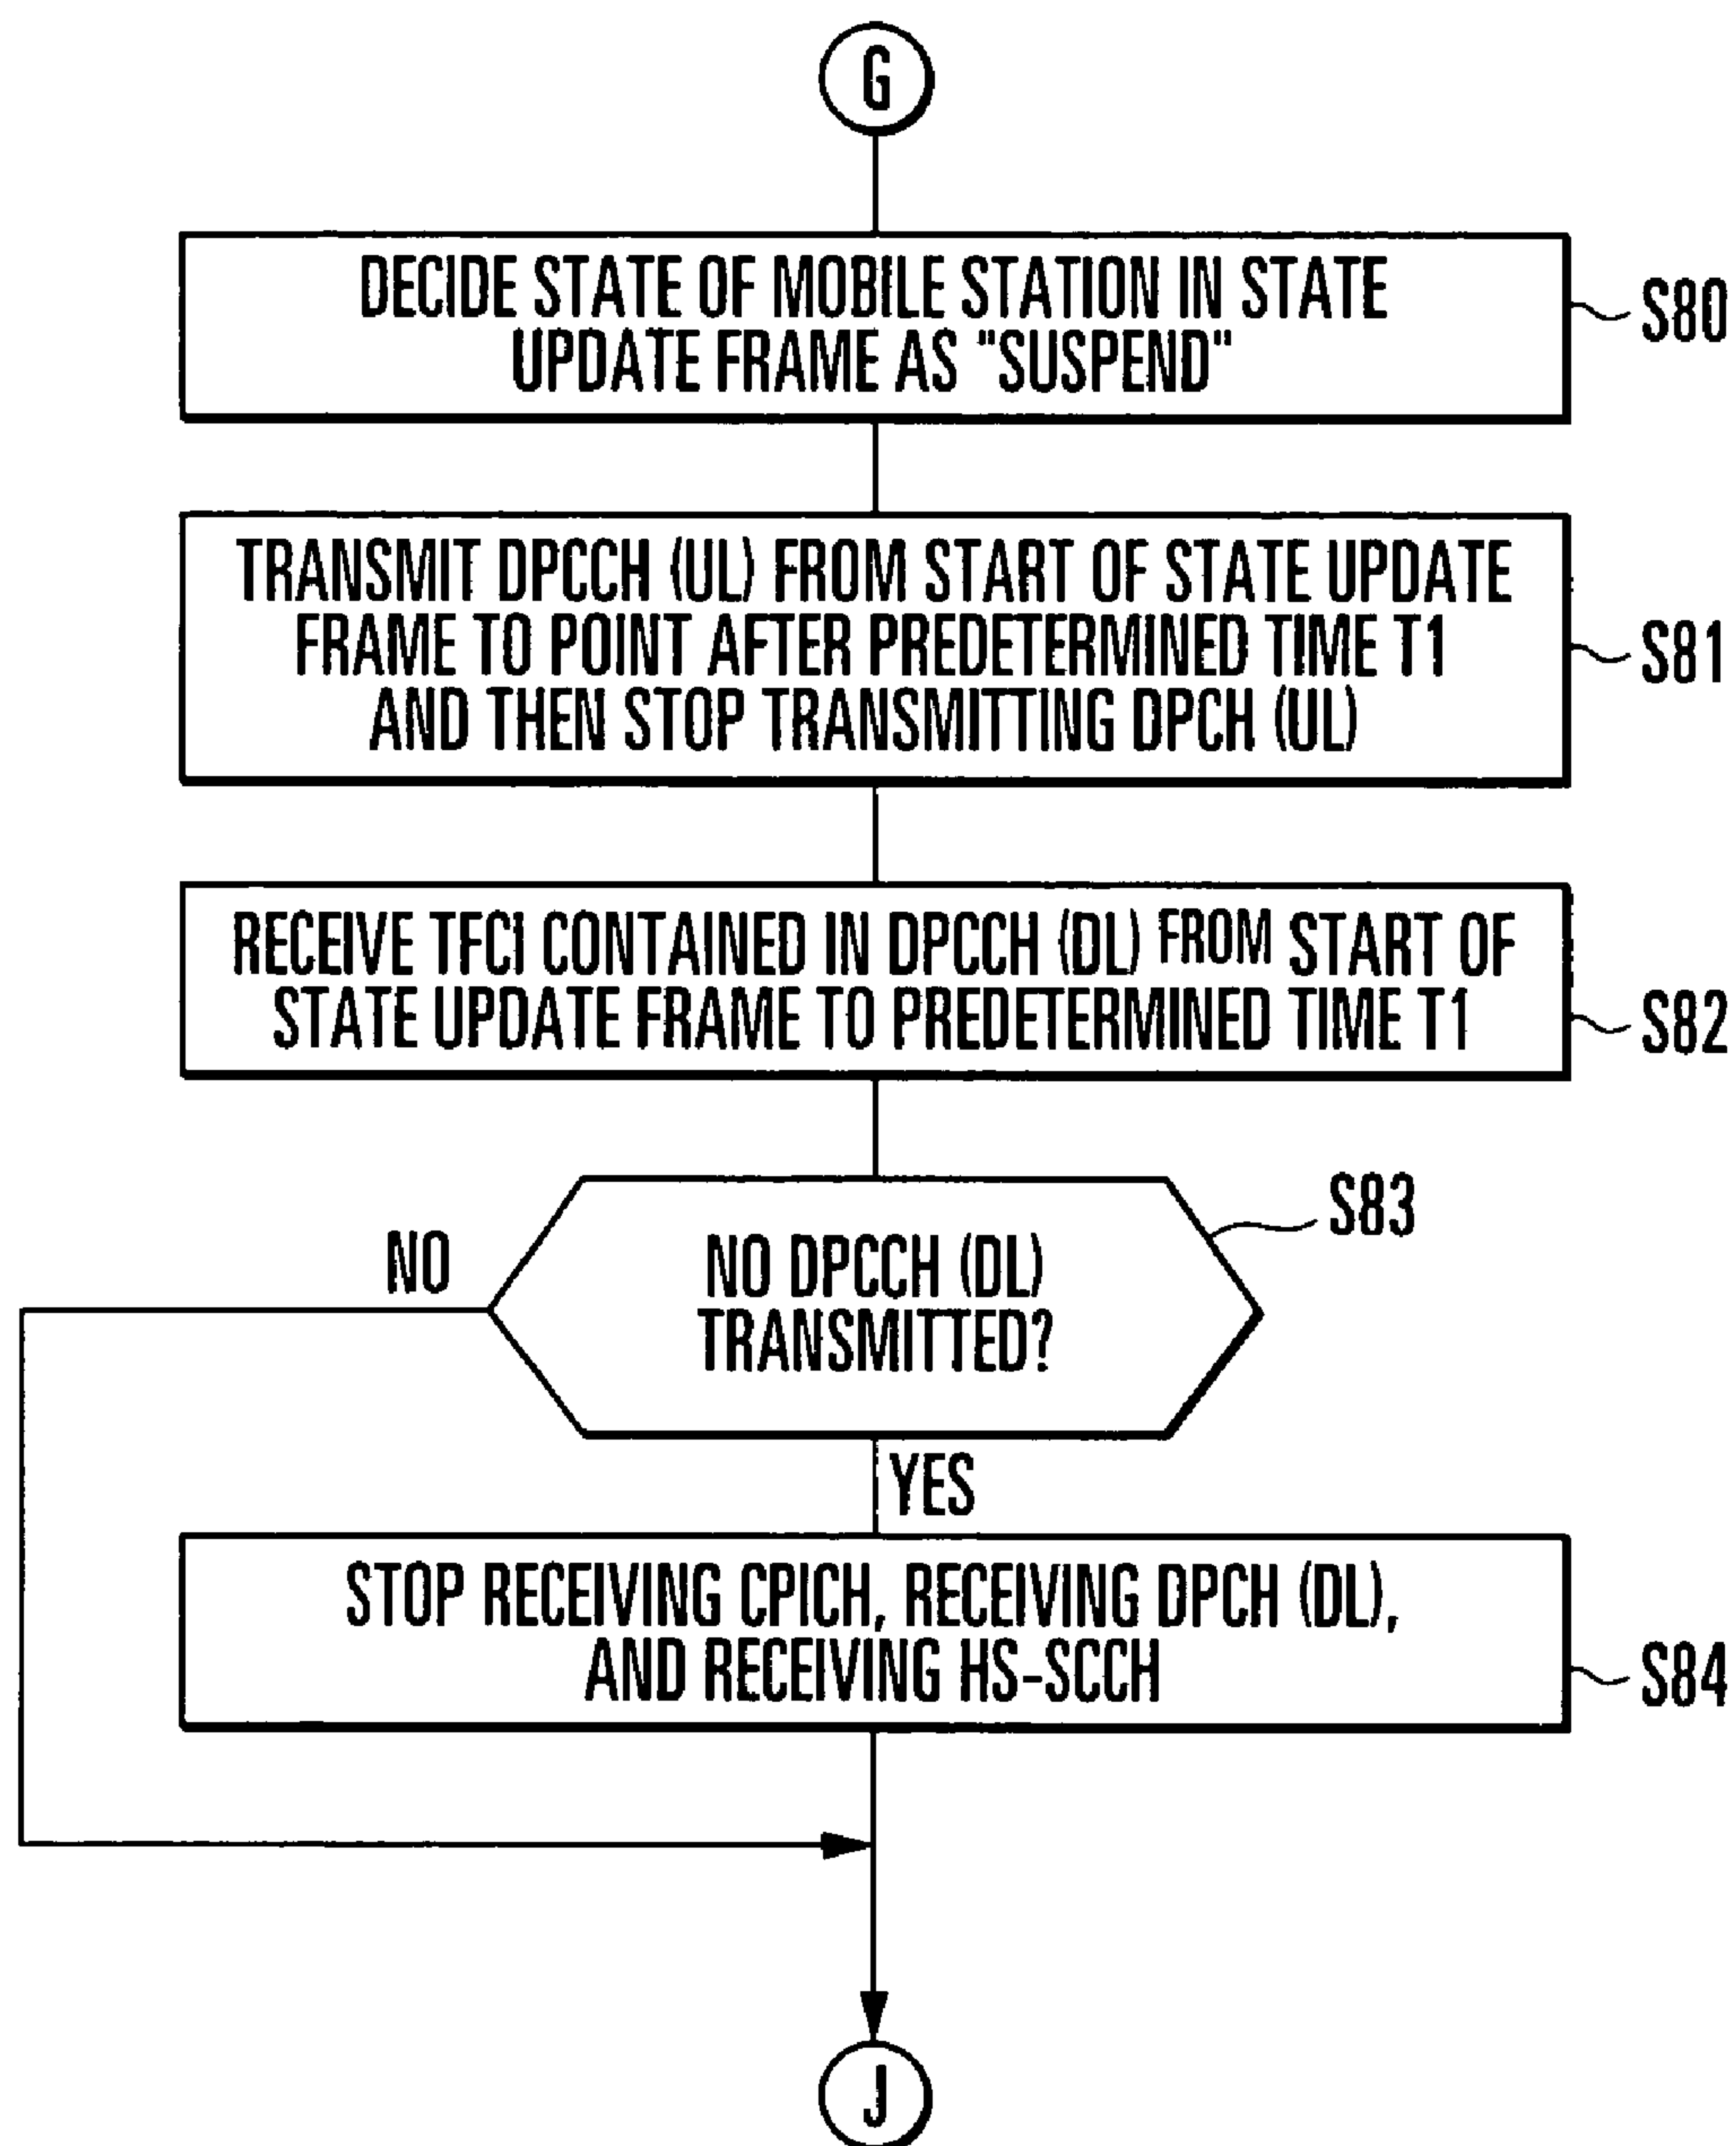 G
DECIDE STATE OF MOBILE STATION IN STATE
UPDATE FRAME AS "SUSPEND"
S80
TRANSMIT DPCCH (UL) FROM START OF STATE UPDATE
FRAME TO POINT AFTER PREDETERMINED TIME T1
AND THEN STOP TRANSMITTING DPCH (UL)
S81
RECEIVE TFCI CONTAINED IN DPCCH (DL) FROM START OF
STATE UPDATE FRAME TO PREDETERMINED TIME T1
S82
S83
NO
NO DPCCH (DL)
TRANSMITTED?
YES
STOP RECEIVING CPICH, RECEIVING DPCH (DL),
AND RECEIVING HS-SCCH
S84
J